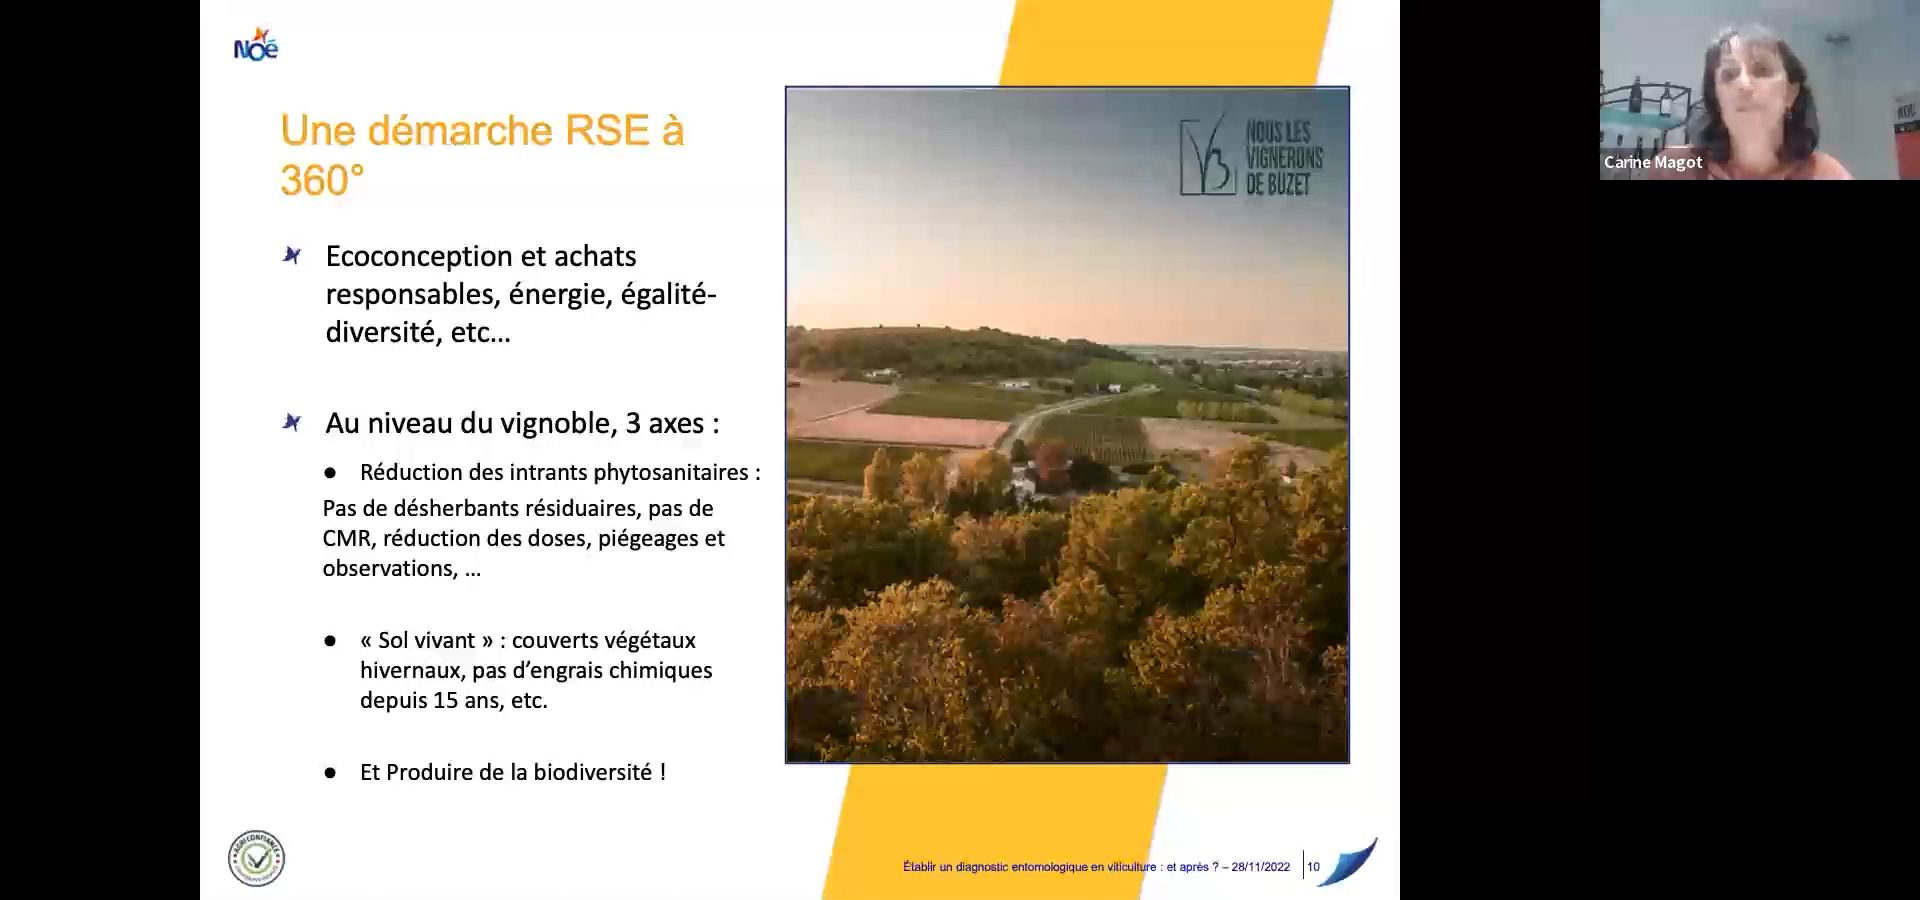 Noé
Une démarche RSE à
360°
Ecoconception et achats
responsables, énergie, égalité-
diversité, etc...
Au niveau du vignoble, 3 axes :
● Réduction des intrants phytosanitaires :
Pas de désherbants résiduaires, pas de
CMR, réduction des doses, piégeages et
observations, ...
● « Sol vivant » : couverts végétaux
hivernaux, pas d’engrais chimiques
depuis 15 ans, etc.
● Et Produire de la biodiversité !
NOUS LES
VIGNERONS
DE BUZET
AGRI CONFIANCE
Établir un diagnostic entomologique en viticulture : et après ? – 28/11/2022
10
Carine Magot